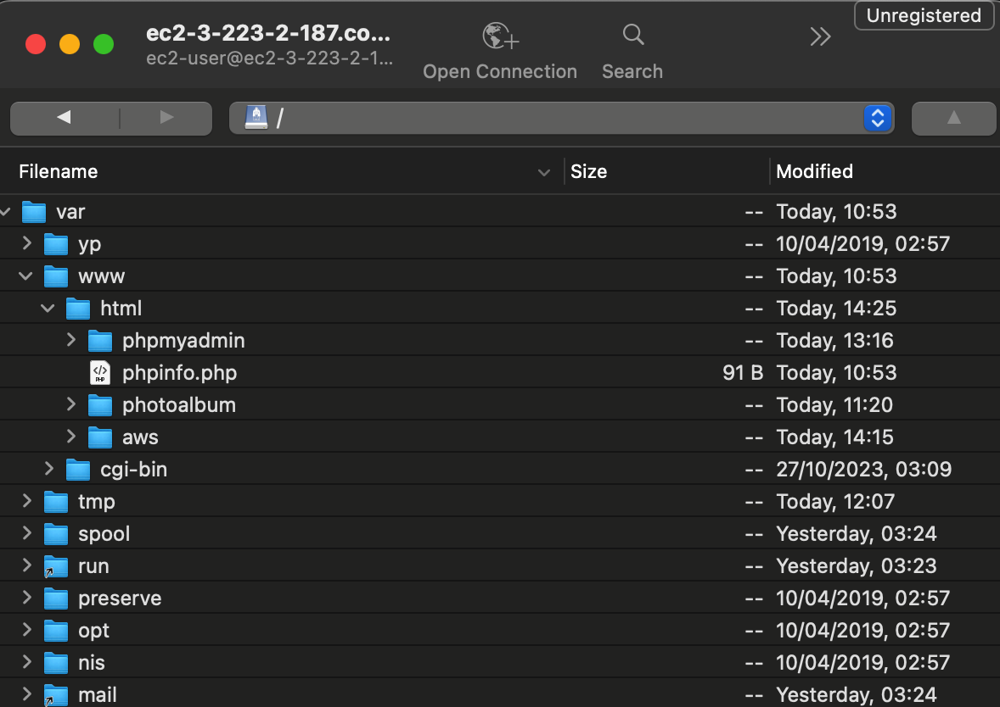 Unregistered
ec2-3-223-2-187.co...
ec2-user@ec2-3-223-2-1...
Open Connection Search
/
Filename Size Modified
var -- Today, 10:53
yp -- 10/04/2019, 02:57
www -- Today, 10:53
html -- Today, 14:25
phpmyadmin -- Today, 13:16
phpinfo.php 91 B Today, 10:53
photoalbum -- Today, 11:20
aws -- Today, 14:15
cgi-bin -- 27/10/2023, 03:09
tmp -- Today, 12:07
spool -- Yesterday, 03:24
run -- Yesterday, 03:23
preserve -- 10/04/2019, 02:57
opt -- 10/04/2019, 02:57
nis -- 10/04/2019, 02:57
mail -- Yesterday, 03:24